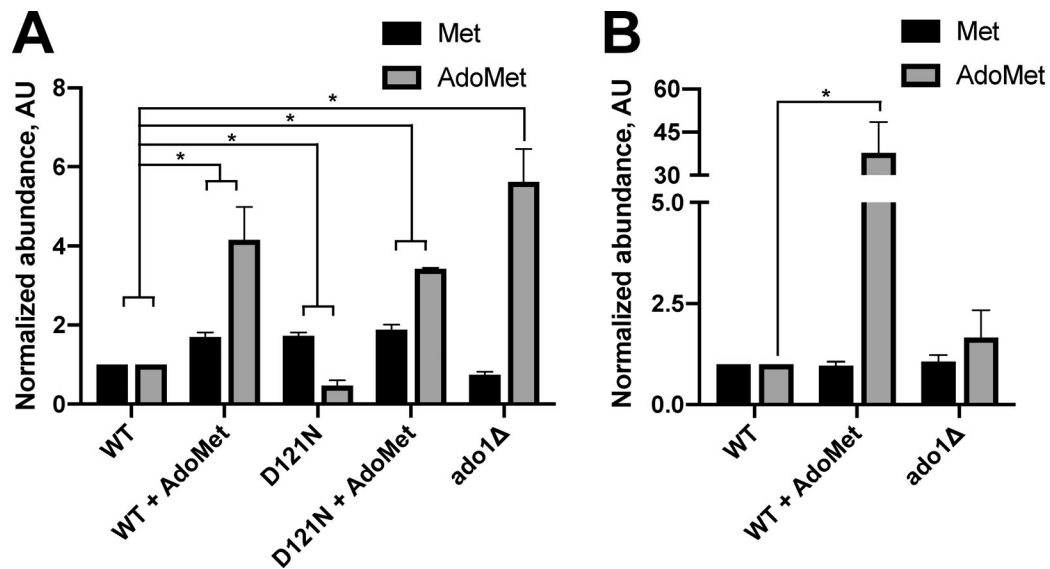 A
Met
AdoMet
Normalized abundance, AU
8
6
4
2
0
*
*
*
*
WT
WT + AdoMet
D121N
D121N + AdoMet
ado1Δ
B
Met
AdoMet
Normalized abundance, AU
60
45
30
5.0
2.5
0.0
*
WT
WT + AdoMet
ado1Δ